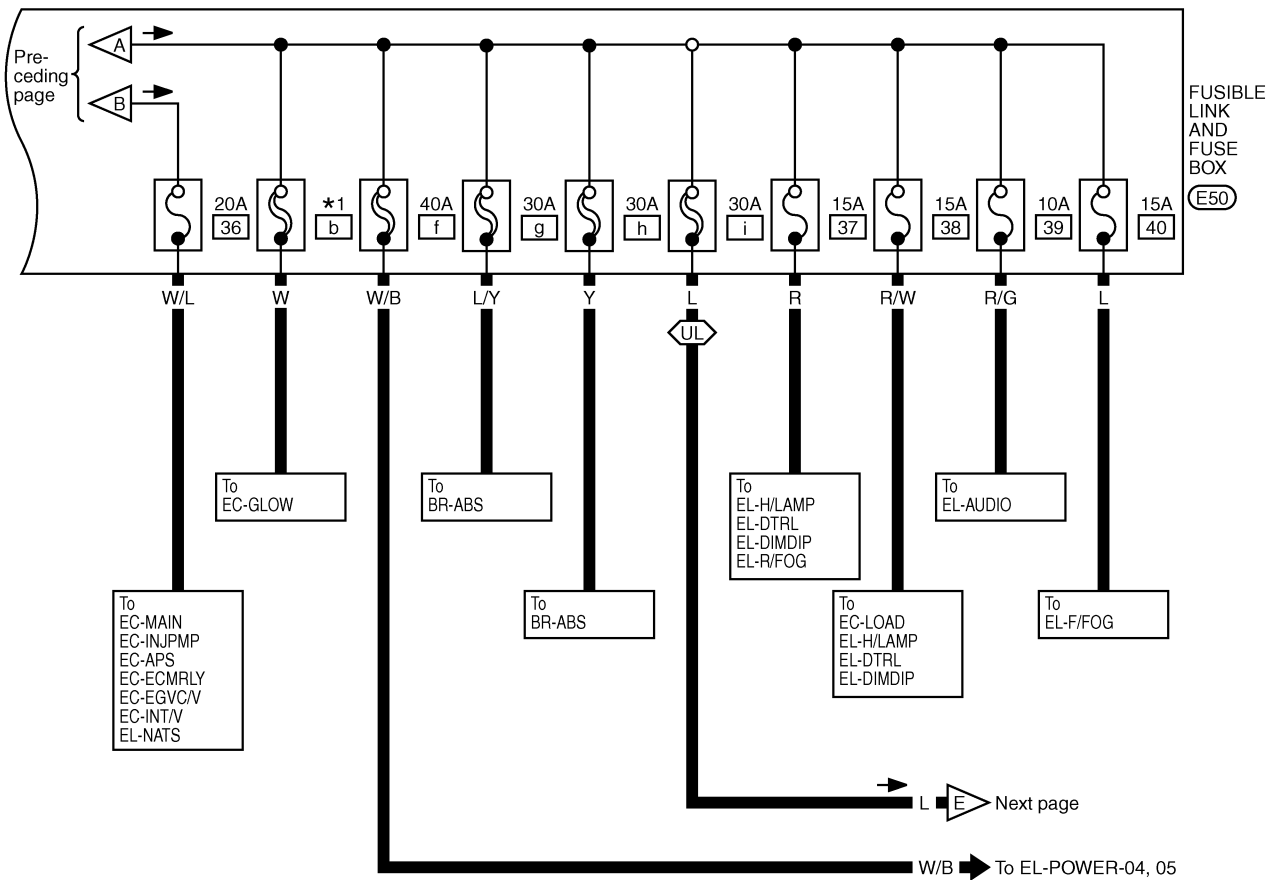 A
Pre-
ceding
page
B
FUSIBLE
LINK
AND
FUSE
BOX
E50
20A
36
*1
b
40A
f
30A
g
30A
h
30A
i
15A
37
15A
38
10A
39
15A
40
W/L
W
W/B
L/Y
Y
L
R
R/W
R/G
L
UL
To
EC-GLOW
To
BR-ABS
To
EL-H/LAMP
EL-DTRL
EL-DIMDIP
EL-R/FOG
To
EL-AUDIO
To
EC-MAIN
EC-INJPMP
EC-APS
EC-ECMRLY
EC-EGVC/V
EC-INT/V
EL-NATS
To
BR-ABS
To
EC-LOAD
EL-H/LAMP
EL-DTRL
EL-DIMDIP
To
EL-F/FOG
L E Next page
W/B To EL-POWER-04, 05